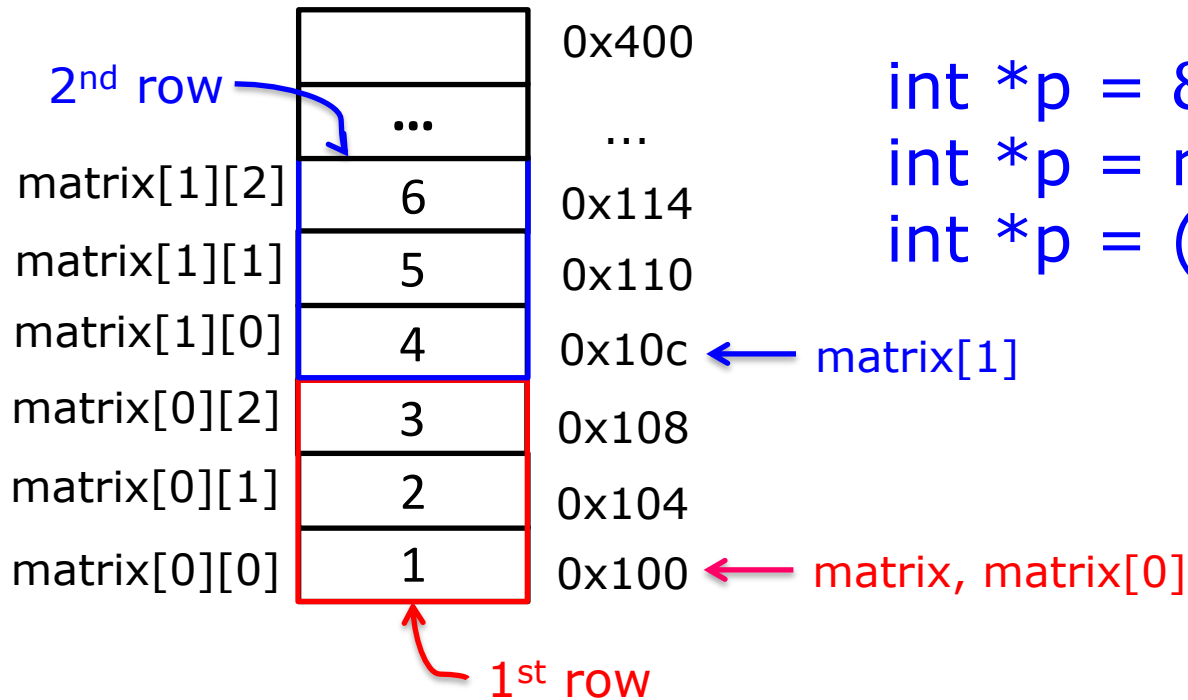 0x400
2nd row
int *p =
... ...
int *p =
matrix[1][2] 6 0x114
int *p = (
matrix[1][1] 5 0x110
matrix[1][0] 4 0x10c matrix[1]
matrix[0][2] 3 0x108
matrix[0][1] 2 0x104
matrix[0][0] 1 0x100 matrix, matrix[0]
1st row